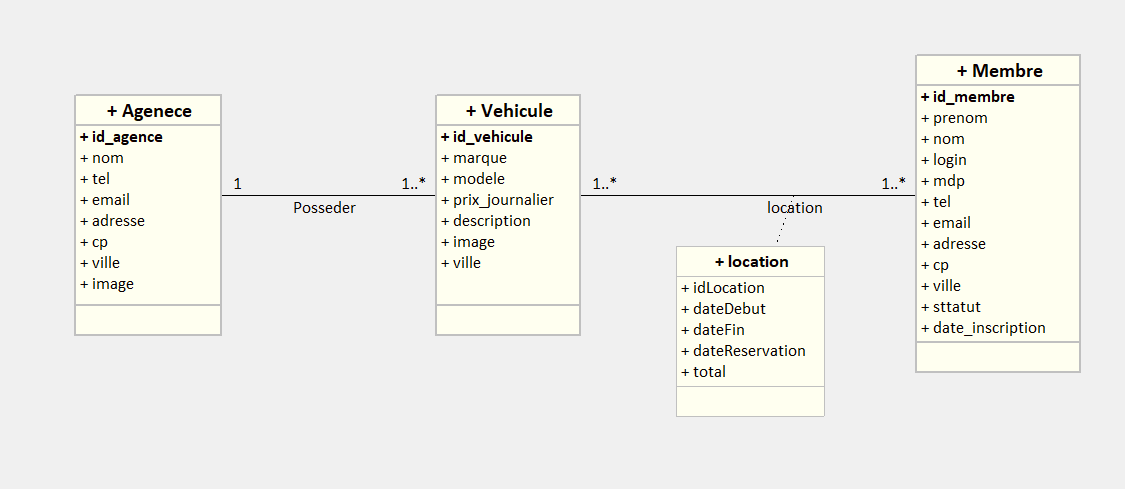 + Agenece
+ id_agence
+ nom
+ tel
+ email
+ adresse
+ cp
+ ville
+ image
1
1..*
Posseder
+ Vehicule
+ id_vehicule
+ marque
+ modele
+ prix_journalier
+ description
+ image
+ ville
1..*
1..*
location
+ location
+ idLocation
+ dateDebut
+ dateFin
+ dateReservation
+ total
+ Membre
+ id_membre
+ prenom
+ nom
+ login
+ mdp
+ tel
+ email
+ adresse
+ cp
+ ville
+ sttatut
+ date_inscription